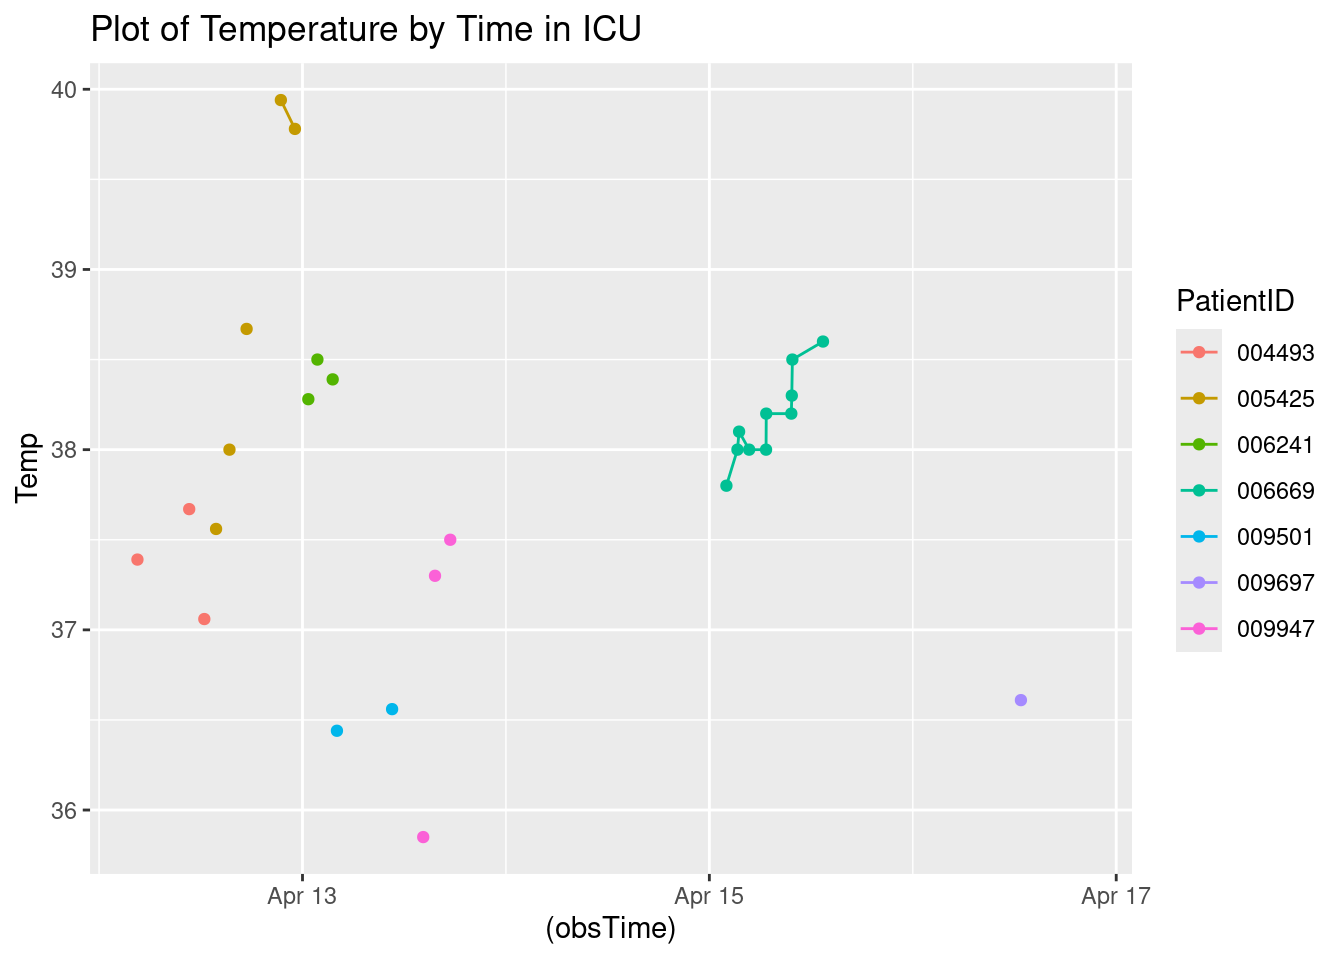 Plot of Temperature by Time in ICU
40
39
38
37
36
Temp
Apr 13
Apr 15
Apr 17
(obsTime)
PatientID
004493
005425
006241
006669
009501
009697
009947